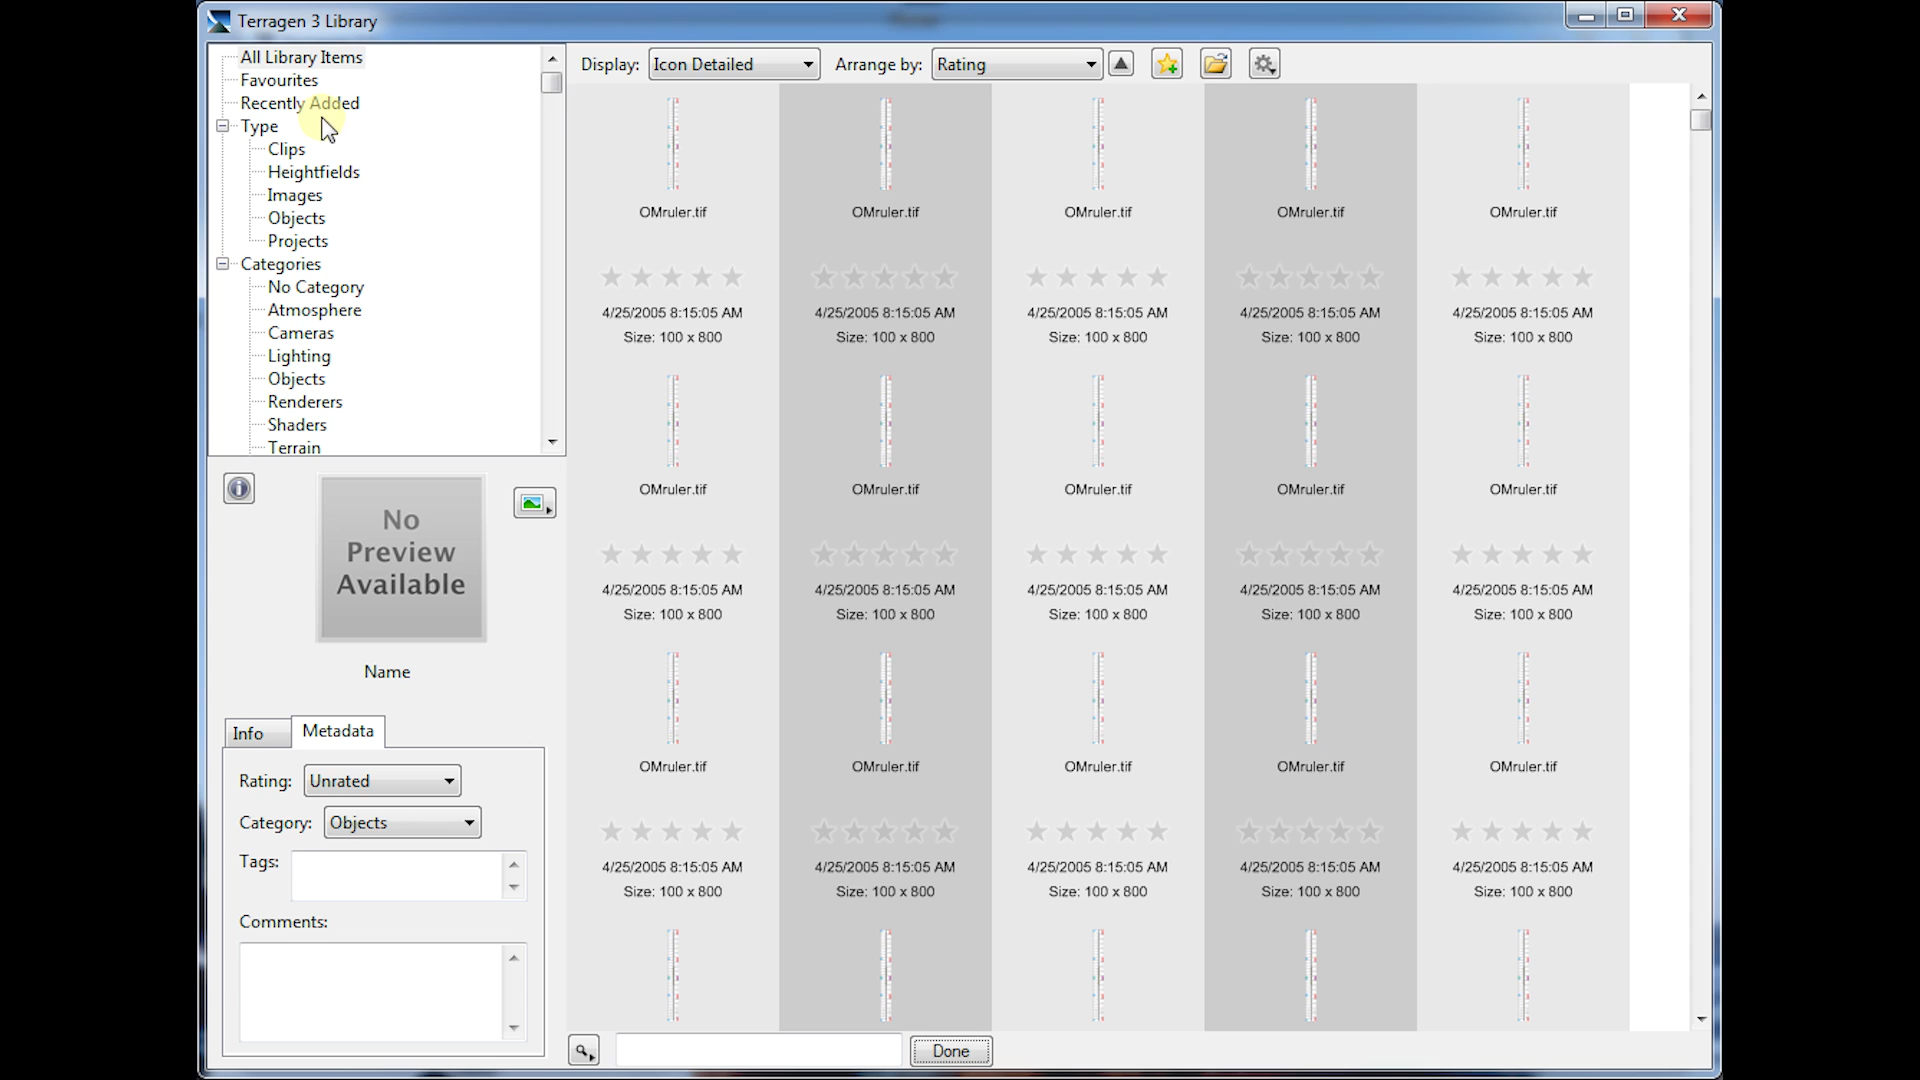 Terragen 3 Library
All Library Items
Favourites
Recently Added
Type
Clips
Heightfields
Images
Objects
Projects
Categories
No Category
Atmosphere
Cameras
Lighting
Objects
Renderers
Shaders
Terrain
No
Preview
Available
Name
Info Metadata
Rating: Unrated
Category: Objects
Tags:
Comments:
Display: Icon Detailed Arrange by: Rating
OMruler.tif OMruler.tif OMruler.tif OMruler.tif OMruler.tif
4/25/2005 8:15:05 AM 4/25/2005 8:15:05 AM 4/25/2005 8:15:05 AM 4/25/2005 8:15:05 AM 4/25/2005 8:15:05 AM
Size: 100 x 800 Size: 100 x 800 Size: 100 x 800 Size: 100 x 800 Size: 100 x 800
OMruler.tif OMruler.tif OMruler.tif OMruler.tif OMruler.tif
4/25/2005 8:15:05 AM 4/25/2005 8:15:05 AM 4/25/2005 8:15:05 AM 4/25/2005 8:15:05 AM 4/25/2005 8:15:05 AM
Size: 100 x 800 Size: 100 x 800 Size: 100 x 800 Size: 100 x 800 Size: 100 x 800
OMruler.tif OMruler.tif OMruler.tif OMruler.tif OMruler.tif
4/25/2005 8:15:05 AM 4/25/2005 8:15:05 AM 4/25/2005 8:15:05 AM 4/25/2005 8:15:05 AM 4/25/2005 8:15:05 AM
Size: 100 x 800 Size: 100 x 800 Size: 100 x 800 Size: 100 x 800 Size: 100 x 800
Done